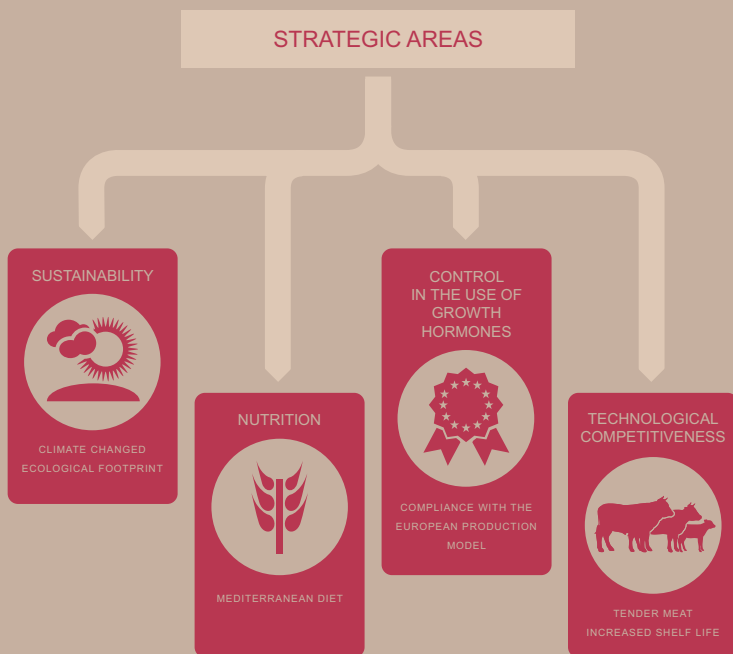 STRATEGIC AREAS
SUSTAINABILITY
CLIMATE CHANGED
ECOLOGICAL FOOTPRINT
NUTRITION
MEDITERRANEAN DIET
CONTROL
IN THE USE OF
GROWTH
HORMONES
COMPLIANCE WITH THE
EUROPEAN PRODUCTION
MODEL
TECHNOLOGICAL
COMPETITIVENESS
TENDER MEAT
INCREASED SHELF LIFE